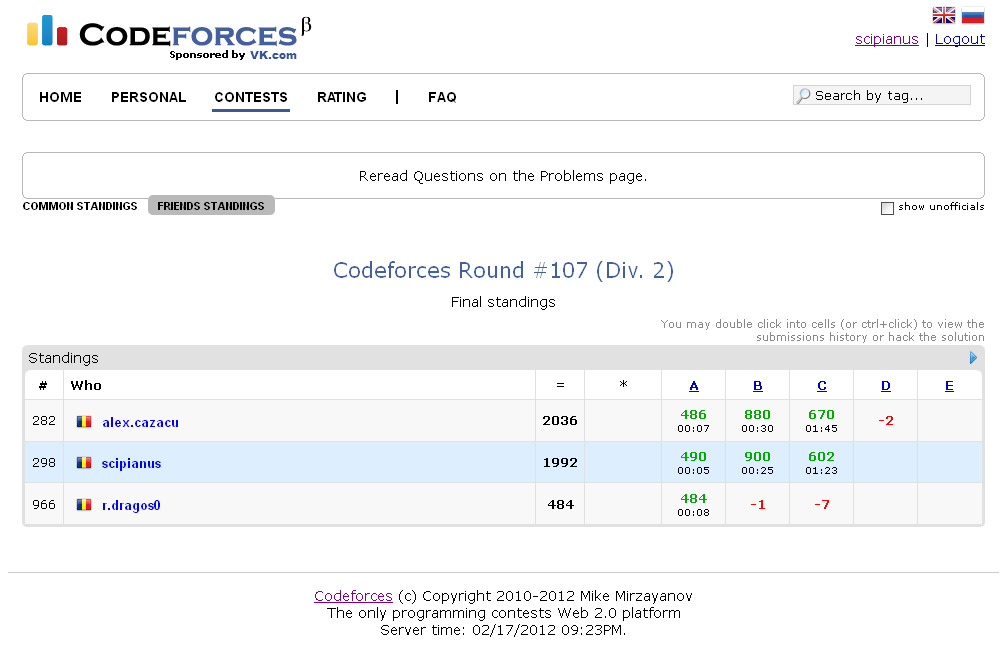 CODEFORCES β
Sponsored by VK.com
scipianus | Logout
HOME PERSONAL CONTESTS RATING | FAQ
Search by tag...
Reread Questions on the Problems page.
COMMON STANDINGS FRIENDS STANDINGS
show unofficials
Codeforces Round #107 (Div. 2)
Final standings
You may double click into cells (or ctrl+click) to view the
submissions history or hack the solution
Standings
# Who = * A B C D E
282 alex.cazacu 2036 486 880 670 -2
00:07 00:30 01:45
298 scipianus 1992 490 900 602
00:05 00:25 01:23
966 r.dragos0 484 484 -1 -7
00:08
Codeforces (c) Copyright 2010-2012 Mike Mirzayanov
The only programming contests Web 2.0 platform
Server time: 02/17/2012 09:23PM.